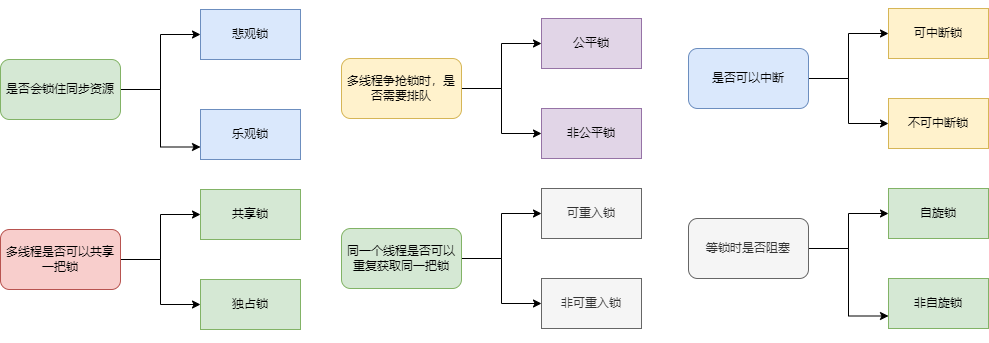 是否会锁住同步资源
悲观锁
乐观锁
多线程争抢锁时，是
否需要排队
公平锁
非公平锁
是否可以中断
可中断锁
不可中断锁
多线程是否可以共享
一把锁
共享锁
独占锁
同一个线程是否可以
重复获取同一把锁
可重入锁
非可重入锁
等锁时是否阻塞
自旋锁
非自旋锁